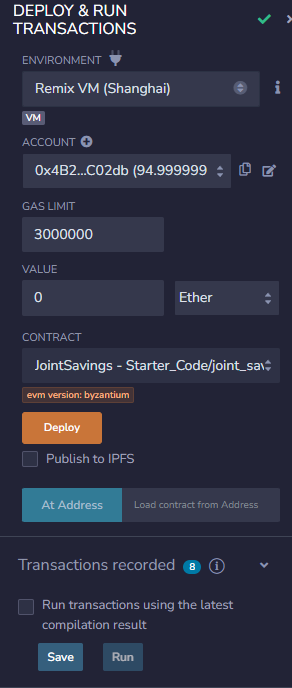 DEPLOY & RUN
TRANSACTIONS
ENVIRONMENT
Remix VM (Shanghai)
VM
ACCOUNT
0x4B2...C02db (94.999999
GAS LIMIT
3000000
VALUE
0
Ether
CONTRACT
JointSavings - Starter_Code/joint_sav
evm version: byzantium
Deploy
Publish to IPFS
At Address
Load contract from Address
Transactions recorded 8
Run transactions using the latest
compilation result
Save
Run